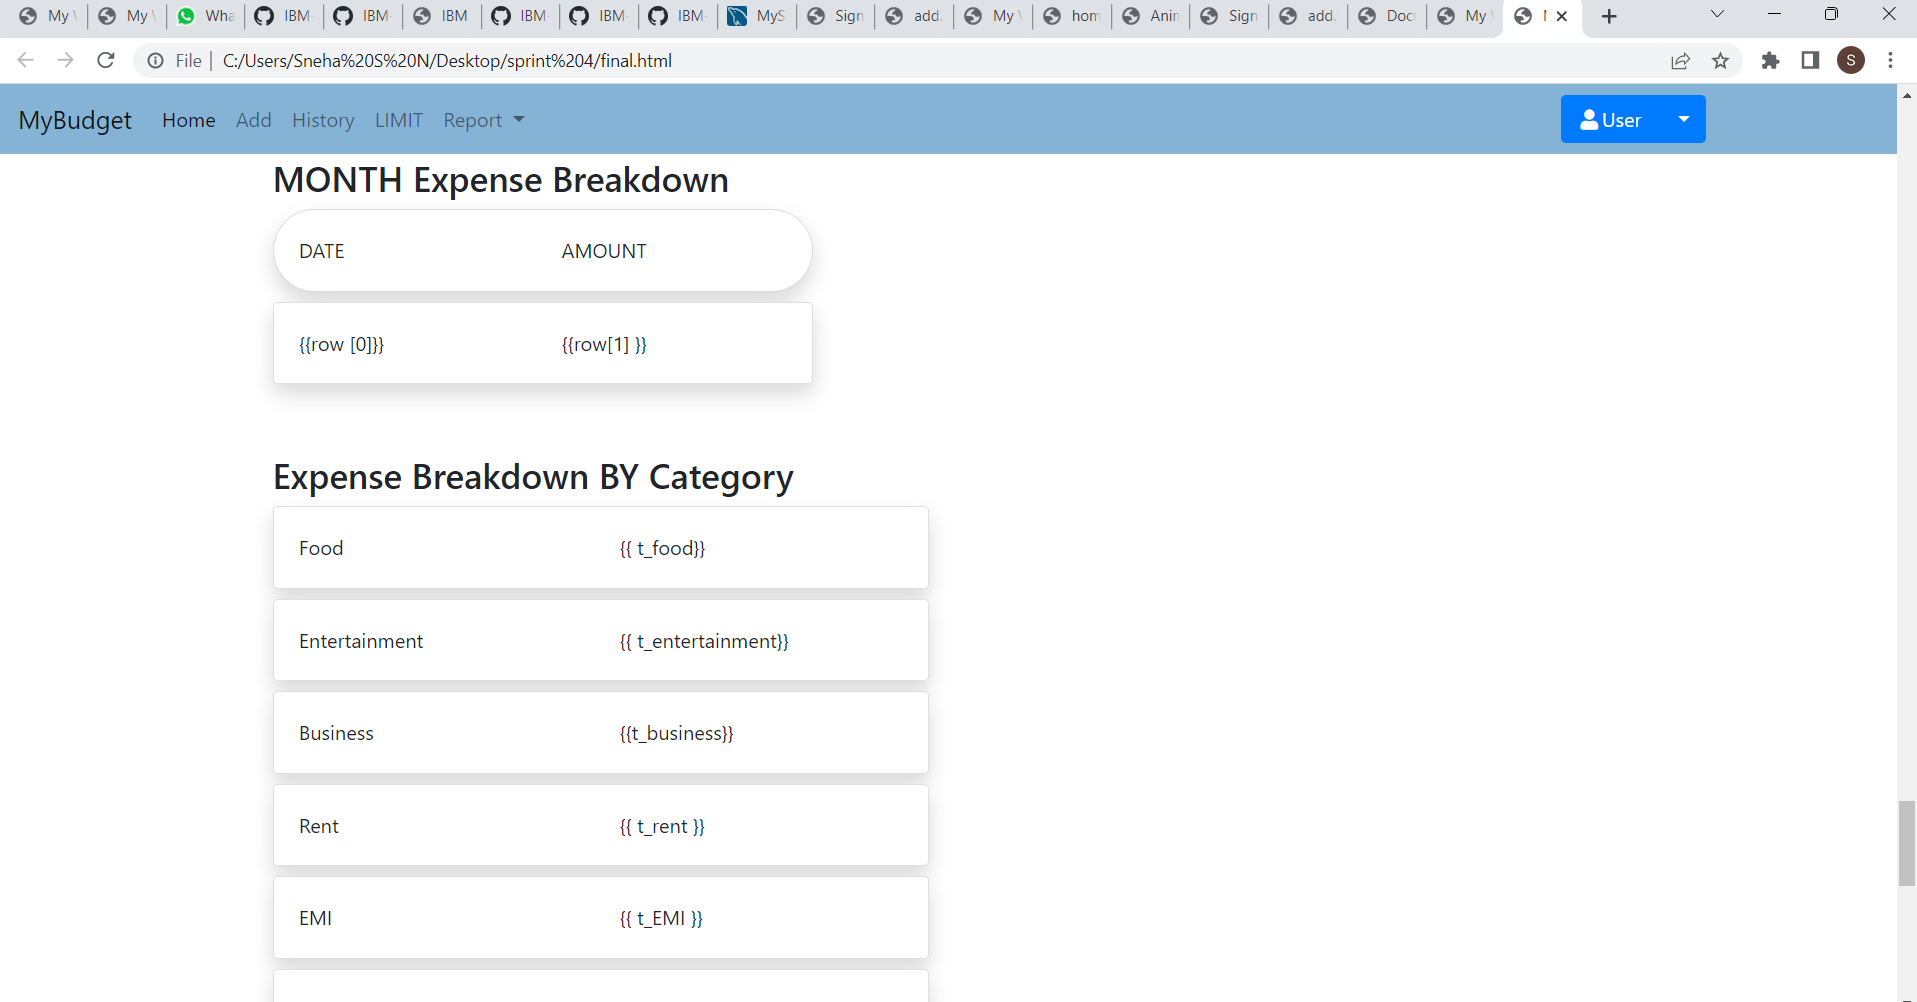 My Wha IBM- IBM- IBM IBM- IBM- IBM- MyS Sign add. My hom Anin Sign add. Doc My
File C:/Users/Sneha%20S%20N/Desktop/sprint%204/final.html S
MyBudget Home Add History LIMIT Report User
MONTH Expense Breakdown
DATE AMOUNT
{{row [0]}} {{row[1] }}
Expense Breakdown BY Category
Food {{ t_food}}
Entertainment {{ t_entertainment}}
Business {{t_business}}
Rent {{ t_rent }}
EMI {{ t_EMI }}